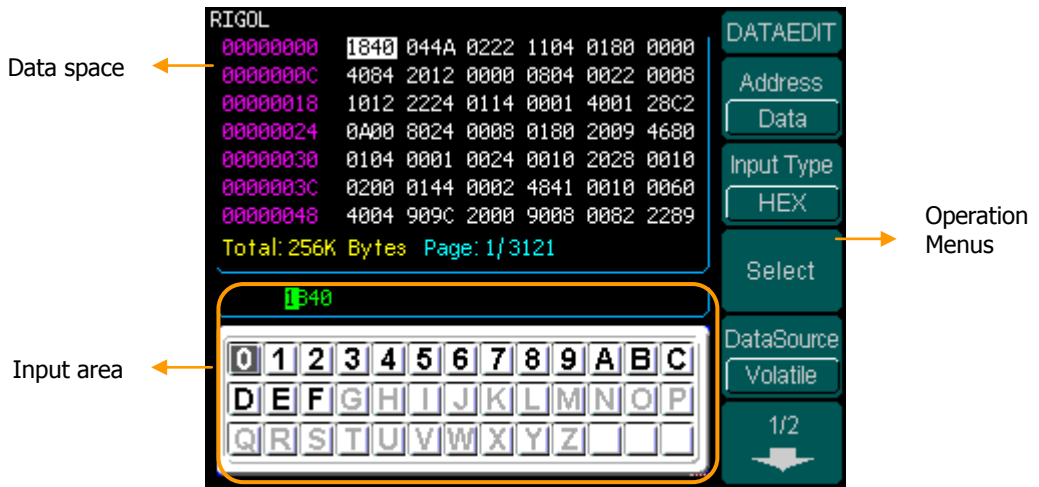 RIGOL
00000000 1840 044A 0222 1104 0180 0000
0000000C 4084 2012 0000 0804 0022 0008
00000018 1012 2224 0114 0001 4001 28C2
00000024 0A00 8024 0008 0180 2009 4680
00000030 0104 0001 0024 0010 2028 0010
0000003C 0200 0144 0002 4841 0010 0060
00000048 4004 909C 2000 9008 0082 2289
Total: 256K Bytes Page: 1/3121
1840
0 1 2 3 4 5 6 7 8 9 A B C
D E F G H I J K L M N O P
Q R S T U V W X Y Z
DATAEDIT
Address
Data
Input Type
HEX
Select
DataSource
Volatile
1/2
Data space
Input area
Operation
Menus